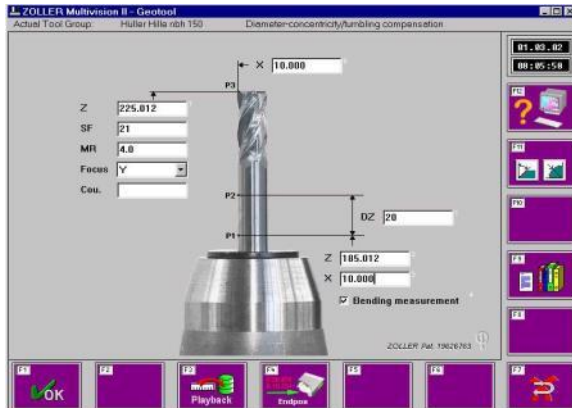 ZOLLER Multivision II - Geotool
Actual Tool Group: Hüller Hille nbh 150 Diameter-concentricity/tumbling compensation
01.03.02
08:05:58
X 10.000
P3
Z 225.012
SF 21
MR 4.0
Focus Y
Cou.
P2
DZ 20
P1
Z 185.012
X 10.000
Bending measurement
ZOLLER Pat. 19626763
F12
F11
F10
F9
F8
F1 OK
F2
F3 Playback
F4 Endpos
F5
F6
F7